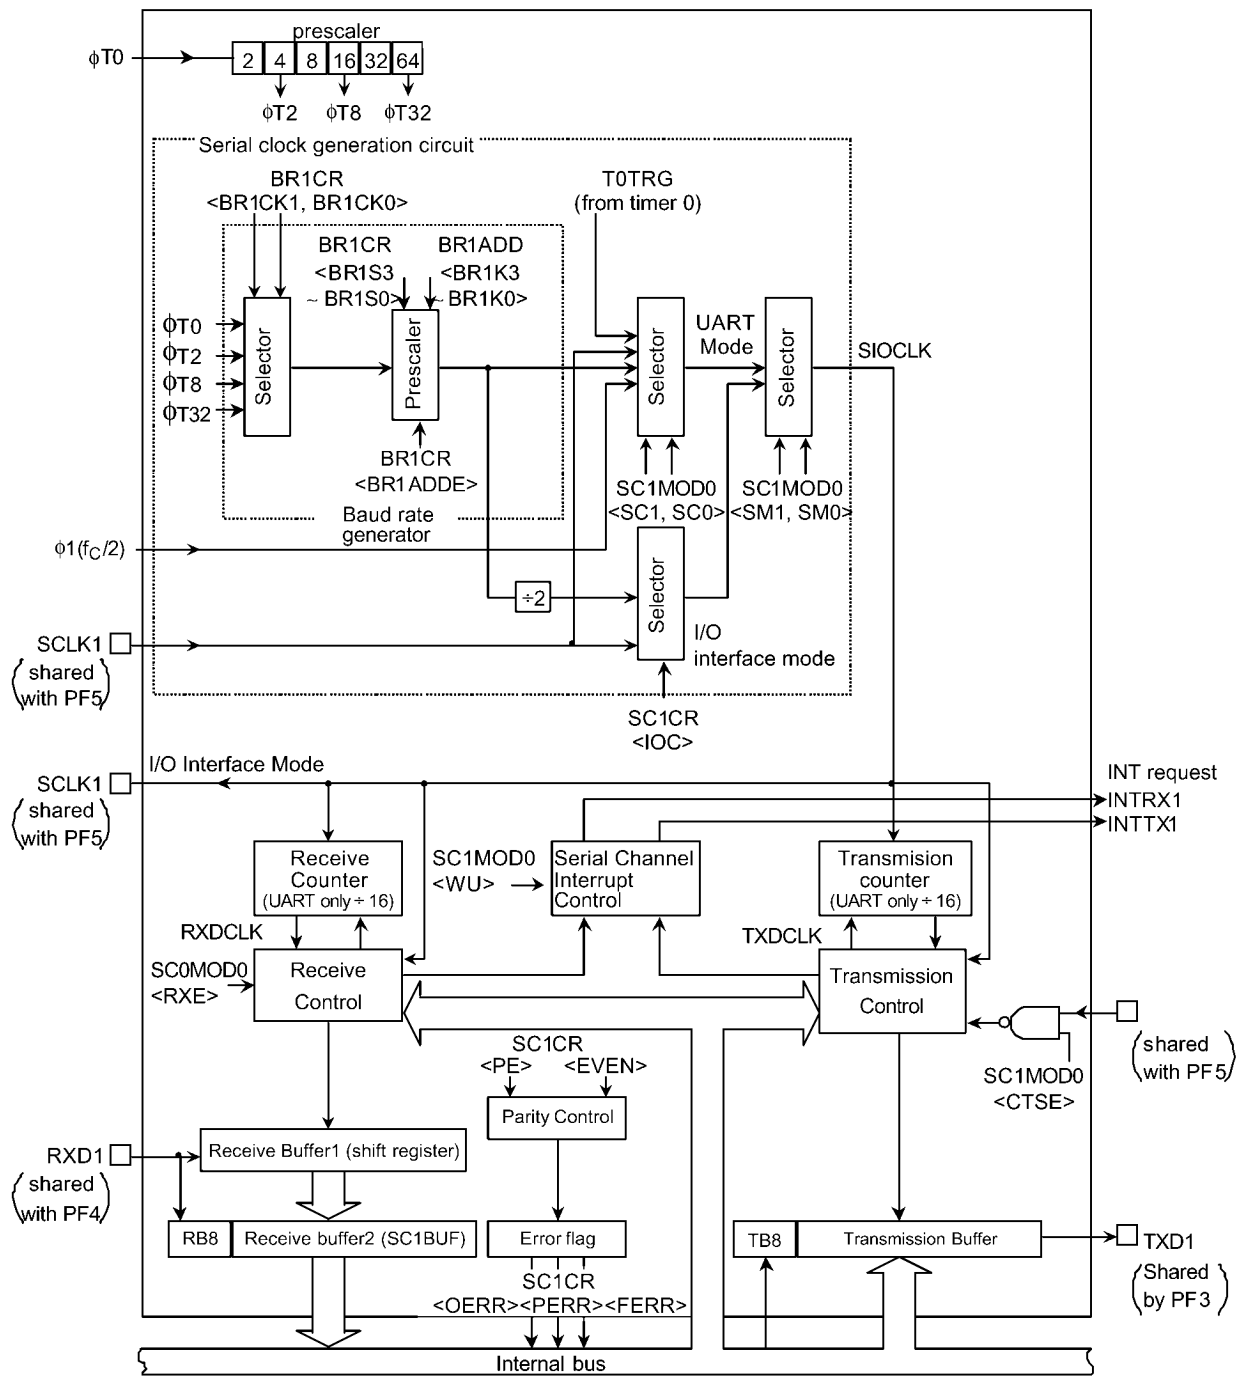 prescaler
ϕT0
2 4 8 16 32 64
ϕT2 ϕT8 ϕT32
Serial clock generation circuit
BR1CR
<BR1CK1, BR1CK0>
T0TRG
(from timer 0)
BR1CR
<BR1S3
~ BR1S0>
BR1ADD
<BR1K3
~ BR1K0>
ϕT0
ϕT2
ϕT8
ϕT32
Selector
Prescaler
BR1CR
<BR1ADDE>
Baud rate
generator
Selector
UART
Mode
Selector
SIOCLK
SC1MOD0
<SC1, SC0>
SC1MOD0
<SM1, SM0>
ϕ1(fC/2)
÷2
Selector
I/O
interface mode
SCLK1
(shared
with PF5)
SC1CR
<IOC>
I/O Interface Mode
SCLK1
(shared
with PF5)
INT request
INTRX1
INTTX1
Receive
Counter
(UART only ÷ 16)
SC1MOD0
<WU>
Serial Channel
Interrupt
Control
Transmision
counter
(UART only ÷ 16)
RXDCLK
TXDCLK
SC0MOD0
<RXE>
Receive
Control
Transmission
Control
(shared
with PF5)
SC1MOD0
<CTSE>
SC1CR
<PE> <EVEN>
Parity Control
RXD1
(shared
with PF4)
Receive Buffer1 (shift register)
RB8
Receive buffer2 (SC1BUF)
Error flag
TB8
Transmission Buffer
TXD1
(Shared
by PF3)
SC1CR
<OERR><PERR><FERR>
Internal bus